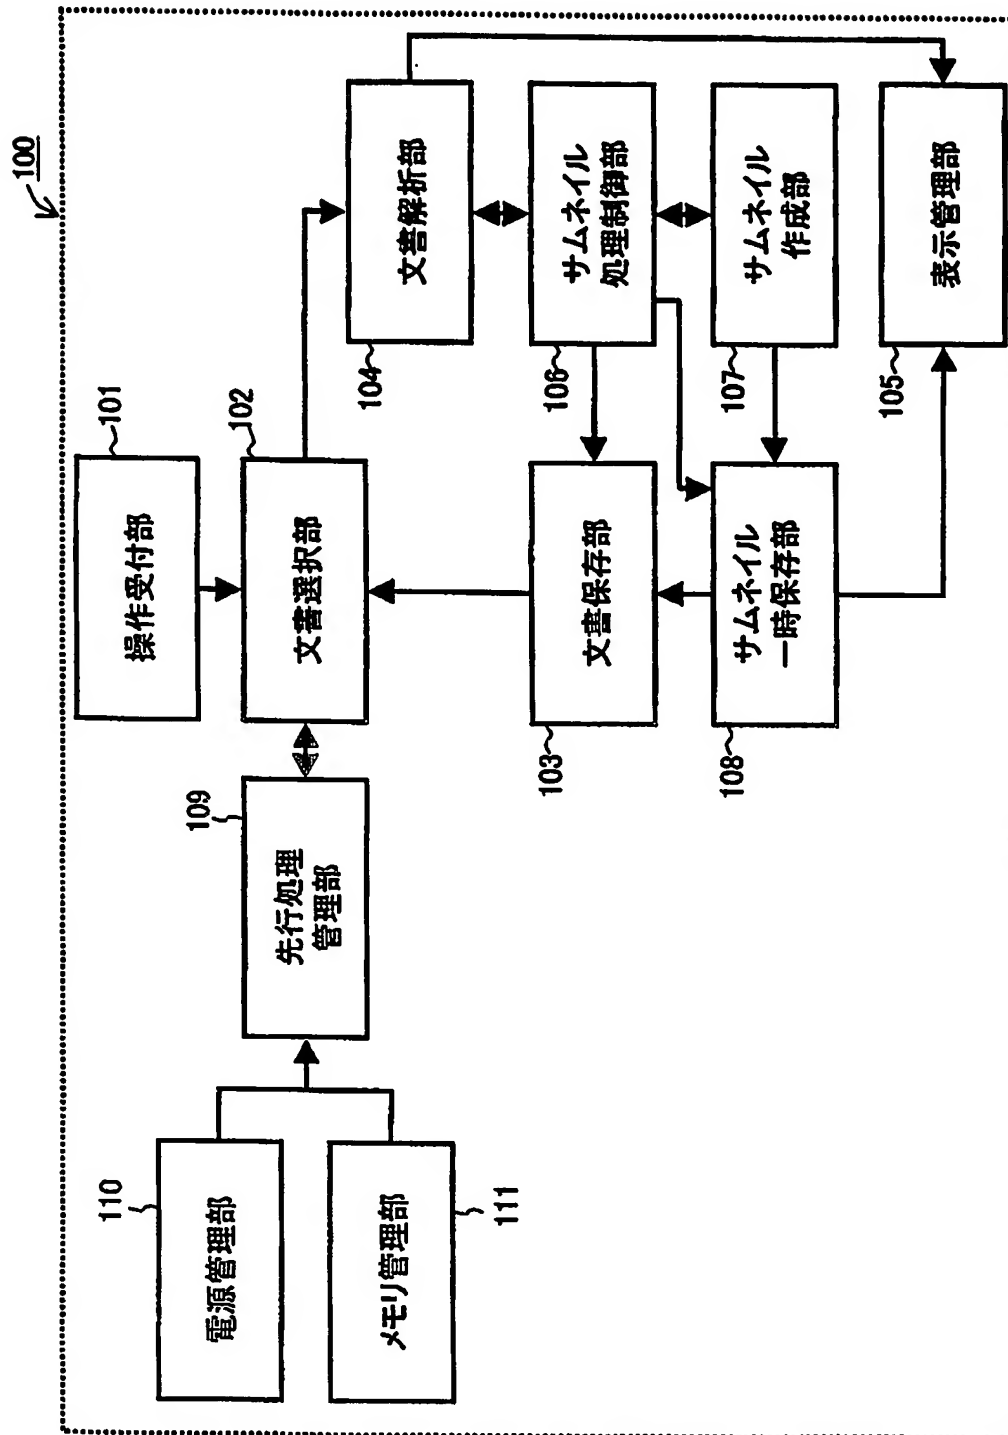 100
操作受付部
101
文書選択部
102
先行処理
管理部
109
電源管理部
110
メモリ管理部
111
文書解析部
104
サムネイル
処理制御部
106
サムネイル
作成部
107
表示管理部
105
文書保存部
103
サムネイル
一時保存部
108